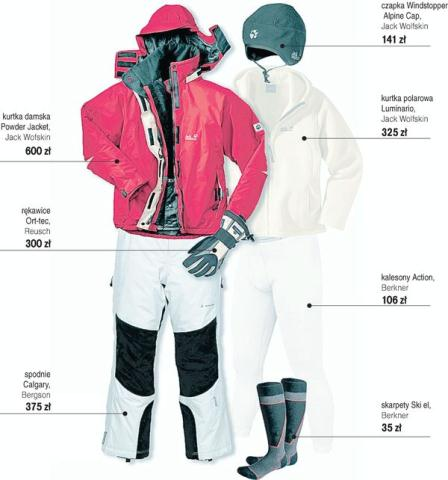 czapka Windstopper
Alpine Cap,
Jack Wolfskin
141 zł
kurtka damska
Powder Jacket,
Jack Wofskin
600 zł
kurtka polarowa
Luminario,
Jack Wolfskin
325 zł
rękawice
Ort-tec,
Reusch
300 zł
kalesony Action,
Berkner
106 zł
spodnie
Calgary,
Bergson
375 zł
skarpety Ski el,
Berkner
35 zł